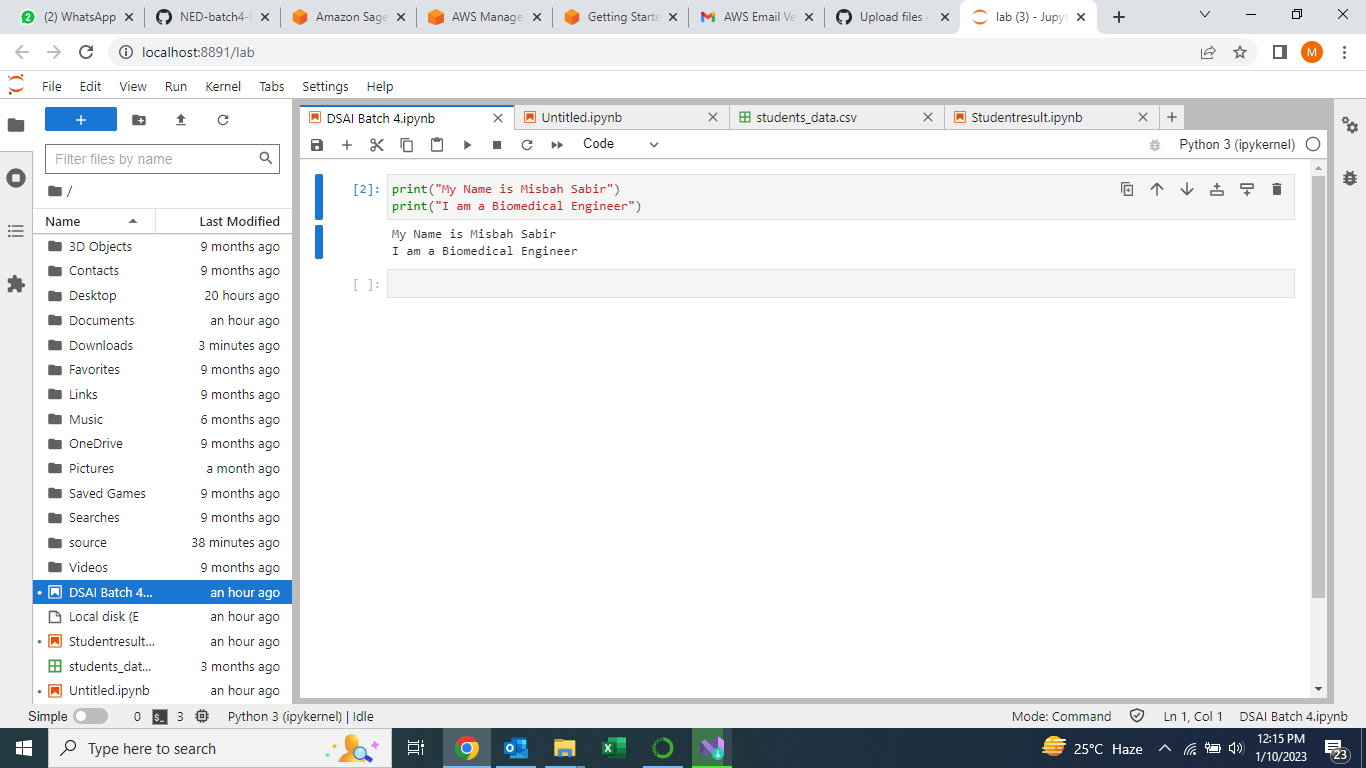 (2) WhatsApp
NED-batch4-
Amazon Sage
AWS Manage
Getting Starte
AWS Email Ve
Upload files
lab (3) - Jupyt
localhost:8891/lab
M
File Edit View Run Kernel Tabs Settings Help
DSAI Batch 4.ipynb
Untitled.ipynb
students_data.csv
Studentresult.ipynb
Code
Python 3 (ipykernel)
Filter files by name
/
Name Last Modified
3D Objects 9 months ago
Contacts 9 months ago
Desktop 20 hours ago
Documents an hour ago
Downloads 3 minutes ago
Favorites 9 months ago
Links 9 months ago
Music 6 months ago
OneDrive 9 months ago
Pictures a month ago
Saved Games 9 months ago
Searches 9 months ago
source 38 minutes ago
Videos 9 months ago
DSAI Batch 4... an hour ago
Local disk (E an hour ago
Studentresult... an hour ago
students_dat... 3 months ago
Untitled.ipynb an hour ago
[2]: print("My Name is Misbah Sabir")
print("I am a Biomedical Engineer")
My Name is Misbah Sabir
I am a Biomedical Engineer
[ ]:
Simple 0 3 Python 3 (ipykernel) | Idle
Mode: Command Ln 1, Col 1 DSAI Batch 4.ipynb
Type here to search
25°C Haze
12:15 PM
1/10/2023
23